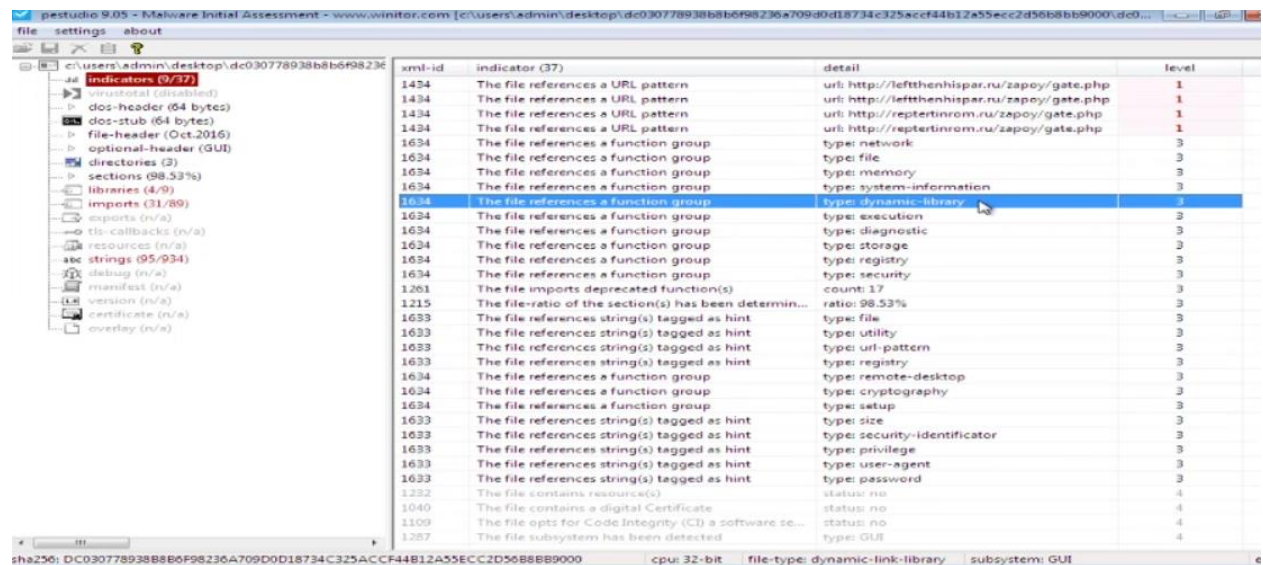 pestudio 9.05 - Malware Initial Assessment - www.winitor.com [c:\users\admin\desktop\dc030778938b8b6f98236a709d0d18734c325accf44b12a55ecc2d56b8bb9000\dc0...
file settings about
c:\users\admin\desktop\dc030778938b8b6f98236
indicators (9/37)
virustotal (disabled)
dos-header (64 bytes)
dos-stub (64 bytes)
file-header (Oct.2016)
optional-header (GUI)
directories (3)
sections (98.53%)
libraries (4/9)
imports (31/89)
exports (n/a)
tls-callbacks (n/a)
resources (n/a)
abc strings (95/934)
debug (n/a)
manifest (n/a)
version (n/a)
certificate (n/a)
overlay (n/a)
xml-id indicator (37) detail level
1434 The file references a URL pattern url: http://leftthenhispar.ru/zapoy/gate.php 1
1434 The file references a URL pattern url: http://leftthenhispar.ru/zapoy/gate.php 1
1434 The file references a URL pattern url: http://reptertinrom.ru/zapoy/gate.php 1
1434 The file references a URL pattern url: http://reptertinrom.ru/zapoy/gate.php 1
1634 The file references a function group type: network 3
1634 The file references a function group type: file 3
1634 The file references a function group type: memory 3
1634 The file references a function group type: system-information 3
1634 The file references a function group type: dynamic-library 3
1634 The file references a function group type: execution 3
1634 The file references a function group type: diagnostic 3
1634 The file references a function group type: storage 3
1634 The file references a function group type: registry 3
1634 The file references a function group type: security 3
1261 The file imports deprecated function(s) count: 17 3
1215 The file-ratio of the section(s) has been determin... ratio: 98.53% 3
1633 The file references string(s) tagged as hint type: file 3
1633 The file references string(s) tagged as hint type: utility 3
1633 The file references string(s) tagged as hint type: url-pattern 3
1633 The file references string(s) tagged as hint type: registry 3
1634 The file references a function group type: remote-desktop 3
1634 The file references a function group type: cryptography 3
1634 The file references a function group type: setup 3
1633 The file references string(s) tagged as hint type: size 3
1633 The file references string(s) tagged as hint type: security-identificator 3
1633 The file references string(s) tagged as hint type: privilege 3
1633 The file references string(s) tagged as hint type: user-agent 3
1633 The file references string(s) tagged as hint type: password 3
1232 The file contains resource(s) status: no 4
1040 The file contains a digital Certificate status: no 4
1109 The file opts for Code Integrity (CI) a software se... status: no 4
1287 The file subsystem has been detected type: GUI 4
sha256: DC030778938B8B6F98236A709D0D18734C325ACCF44B12A55ECC2D56B8BB9000 cpu: 32-bit file-type: dynamic-link-library subsystem: GUI e